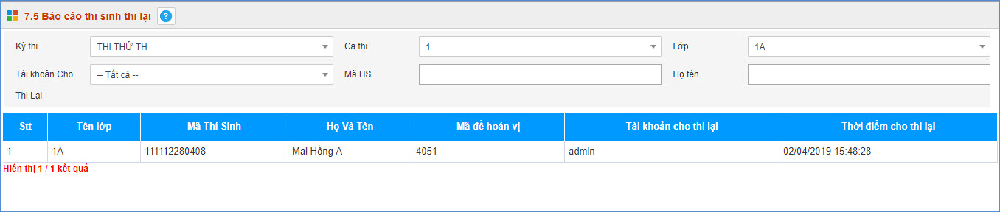 7.5 Báo cáo thí sinh thi lại ?
Kỳ thi THI THỬ TH Ca thi 1 Lớp 1A
Tài khoản Cho Thi Lại -- Tất cả -- Mã HS Họ tên
Stt Tên lớp Mã Thí Sinh Họ Và Tên Mã đề hoán vị Tài khoản cho thi lại Thời điểm cho thi lại
1 1A 111112280408 Mai Hồng A 4051 admin 02/04/2019 15:48:28
Hiển thị 1 / 1 kết quả